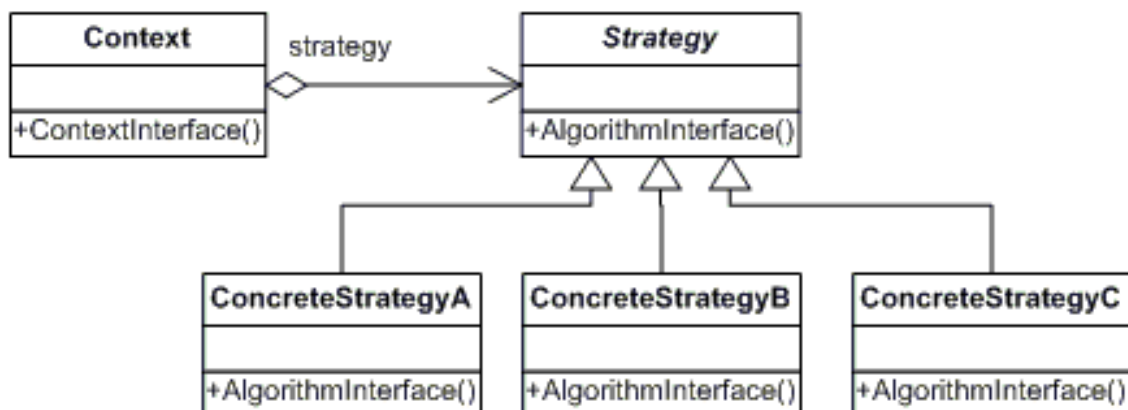 Context
strategy
Strategy
+ContextInterface()
+AlgorithmInterface()
ConcreteStrategyA
ConcreteStrategyB
ConcreteStrategyC
+AlgorithmInterface()
+AlgorithmInterface()
+AlgorithmInterface()